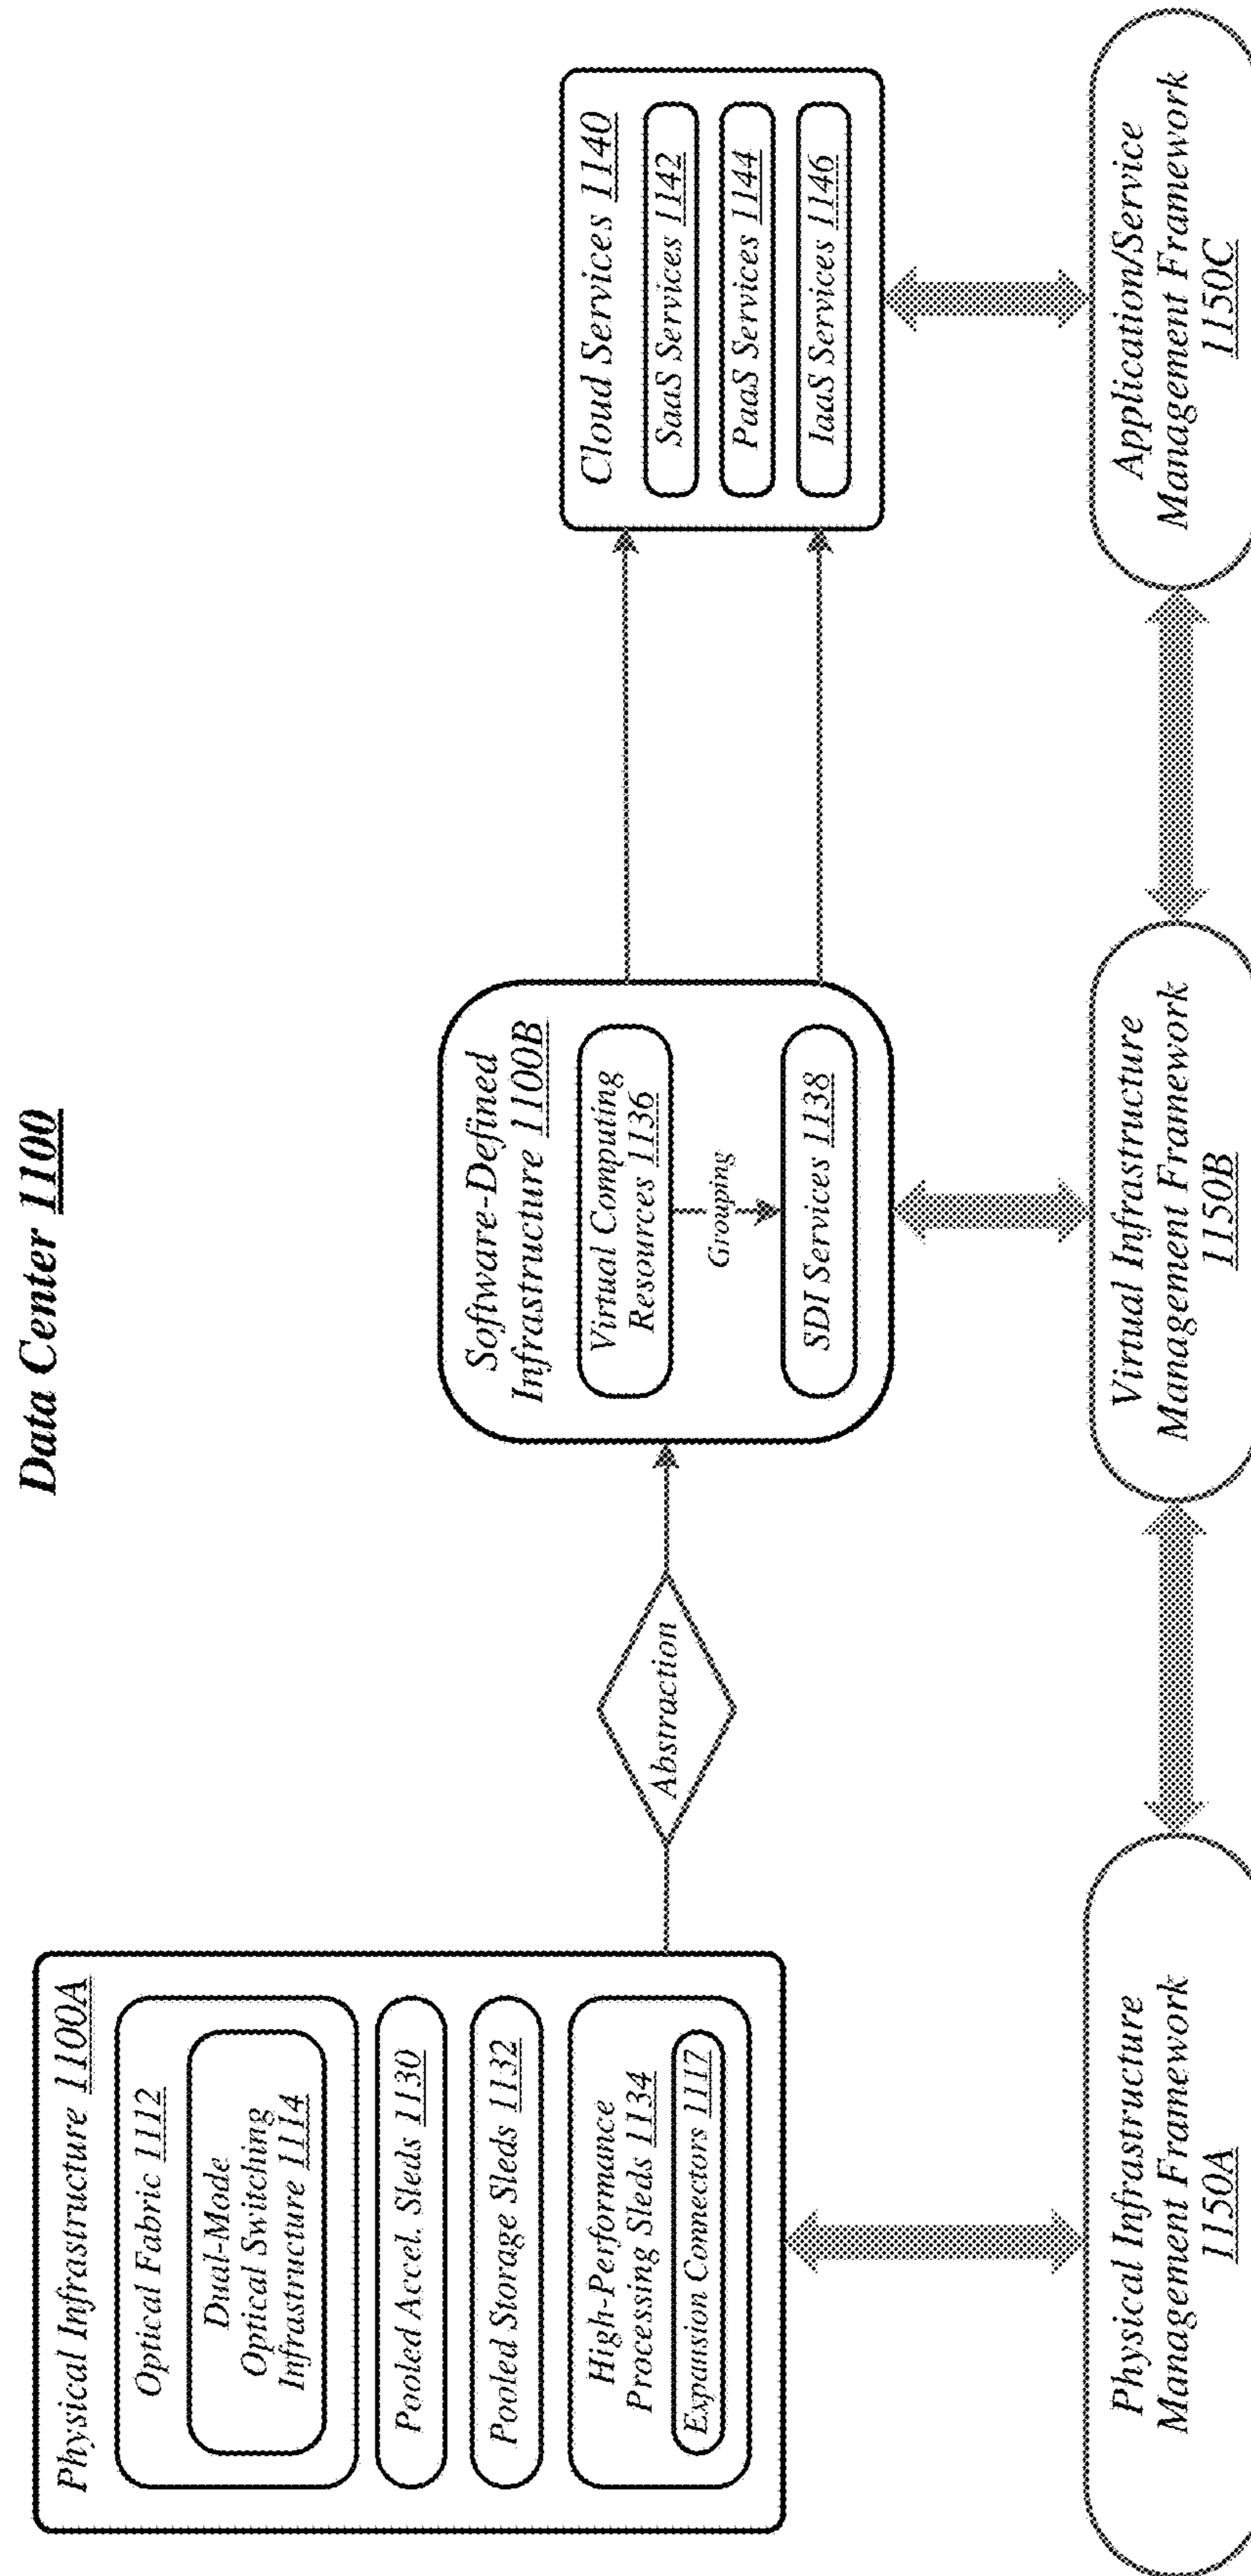 Data Center 1100
Physical Infrastructure 1100A
Optical Fabric 1112
Dual-Mode
Optical Switching
Infrastructure 1114
Pooled Accel. Sleds 1130
Pooled Storage Sleds 1132
High-Performance
Processing Sleds 1134
Expansion Connectors 1117
Abstraction
Software-Defined
Infrastructure 1100B
Virtual Computing
Resources 1136
Grouping
SDI Services 1138
Cloud Services 1140
SaaS Services 1142
PaaS Services 1144
IaaS Services 1146
Physical Infrastructure
Management Framework
1150A
Virtual Infrastructure
Management Framework
1150B
Application/Service
Management Framework
1150C